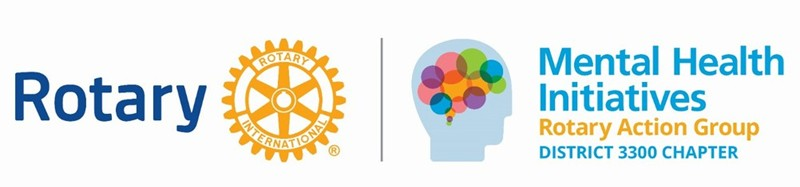 Rotary
ROTARY
INTERNATIONAL
®
Mental Health
Initiatives
Rotary Action Group
DISTRICT 3300 CHAPTER